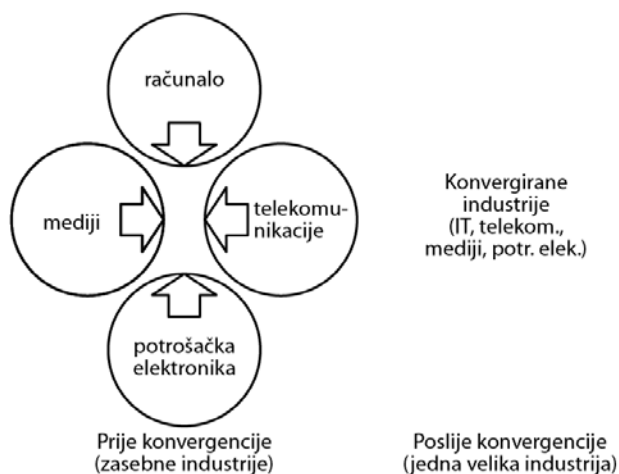 računalo
mediji
telekomu-
nikacije
potrošačka
elektronika
Konvergirane
industrije
(IT, telekom.,
mediji, potr. elek.)
Prije konvergencije
(zasebne industrije)
Poslije konvergencije
(jedna velika industrija)